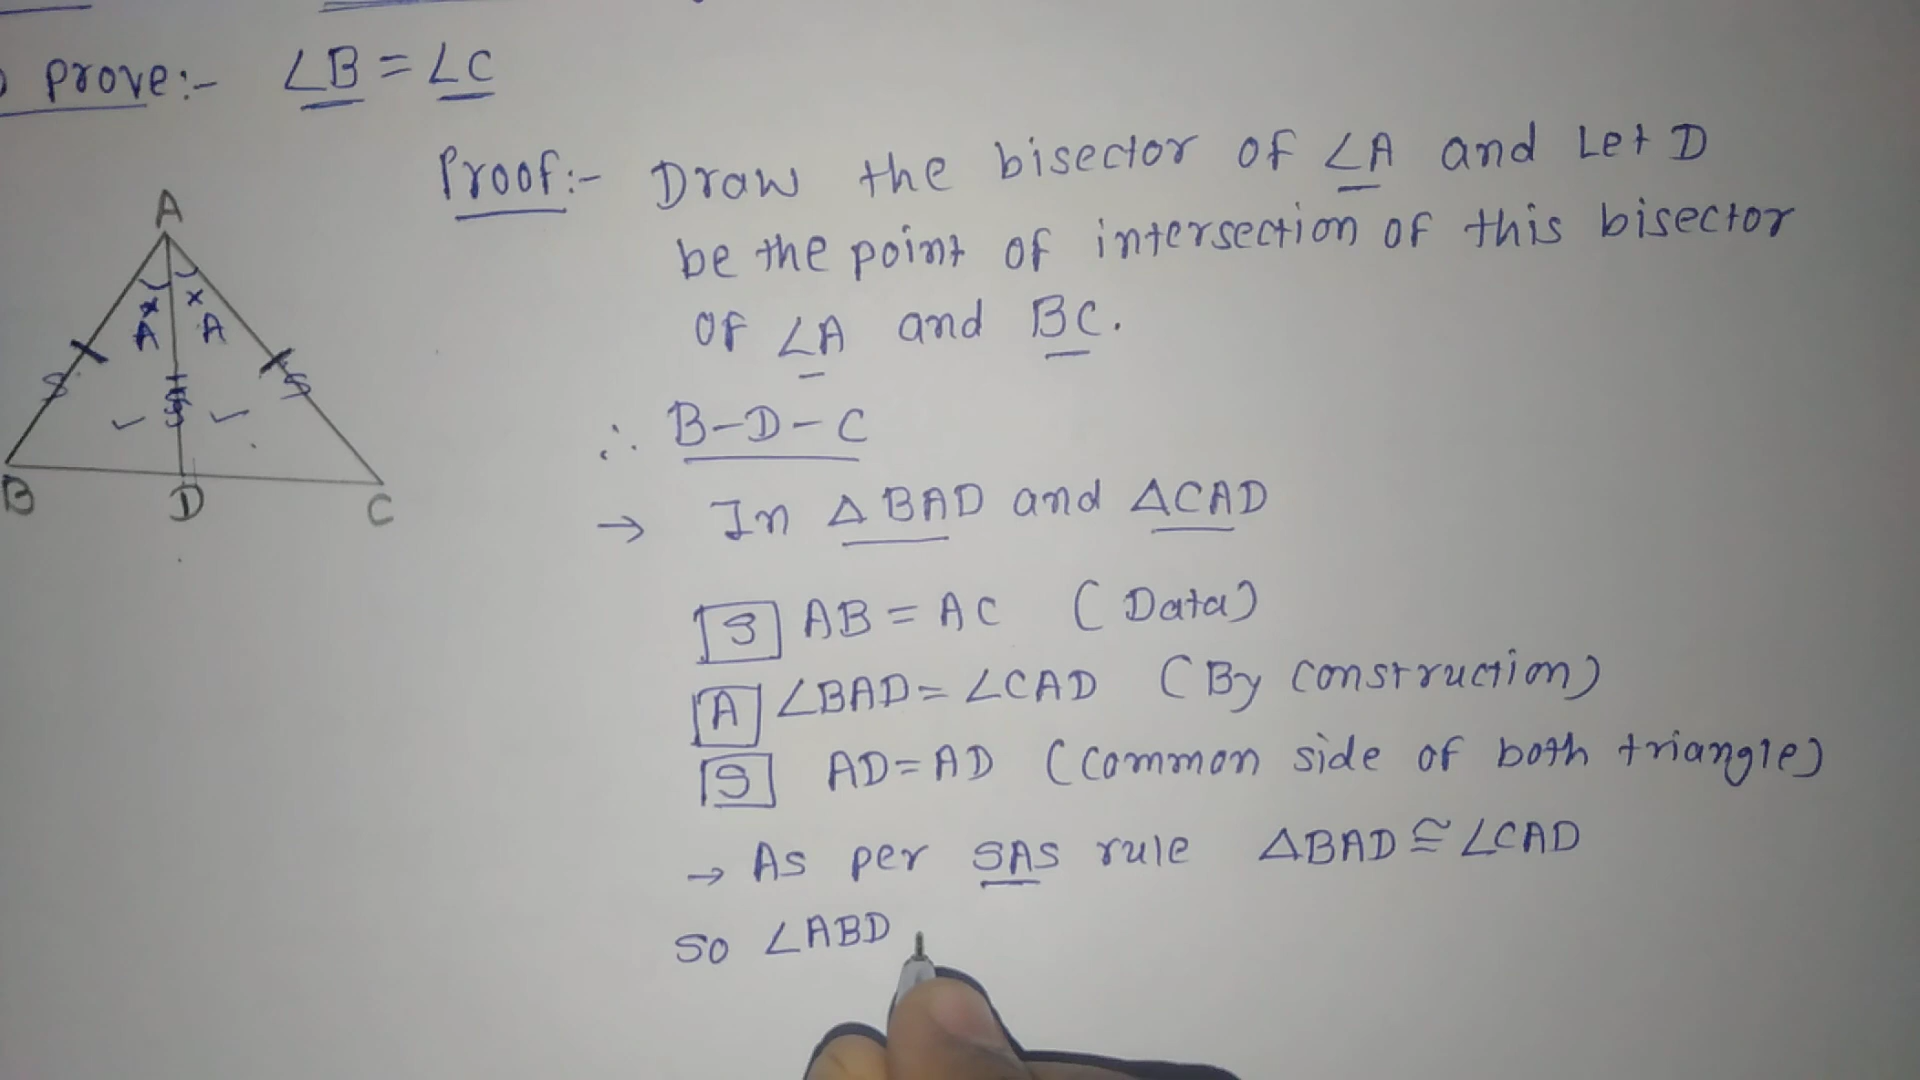 prove:- ∠B = ∠C
Proof:- Draw the bisector of ∠A and Let D
be the point of intersection of this bisector
of ∠A and BC.
∴ B-D-C
→ In △BAD and △CAD
S AB = AC (Data)
A ∠BAD = ∠CAD (By construction)
S AD = AD (common side of both triangle)
→ As per SAS rule △BAD ≅ ∠CAD
so ∠ABD
A
x x
A A
S S S
B D C